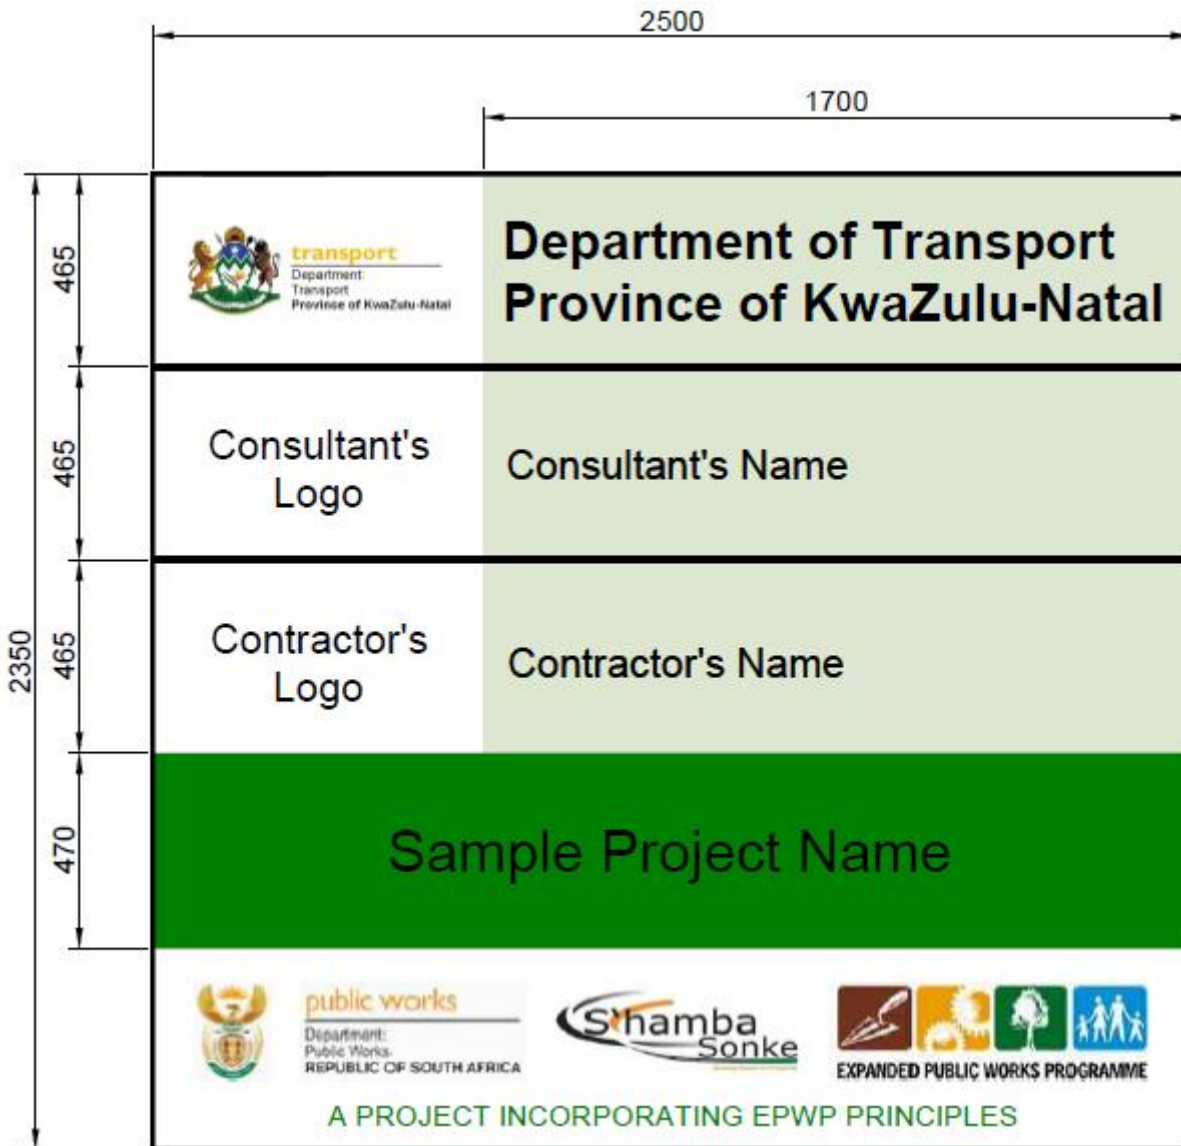 2500
1700
465
transport
Department
Transport
Province of KwaZulu-Natal
Department of Transport
Province of KwaZulu-Natal
465
Consultant's
Logo
Consultant's Name
2350
465
Contractor's
Logo
Contractor's Name
470
Sample Project Name
public works
Department:
Public Works
REPUBLIC OF SOUTH AFRICA
S'hamba
Sonke
EXPANDED PUBLIC WORKS PROGRAMME
A PROJECT INCORPORATING EPWP PRINCIPLES